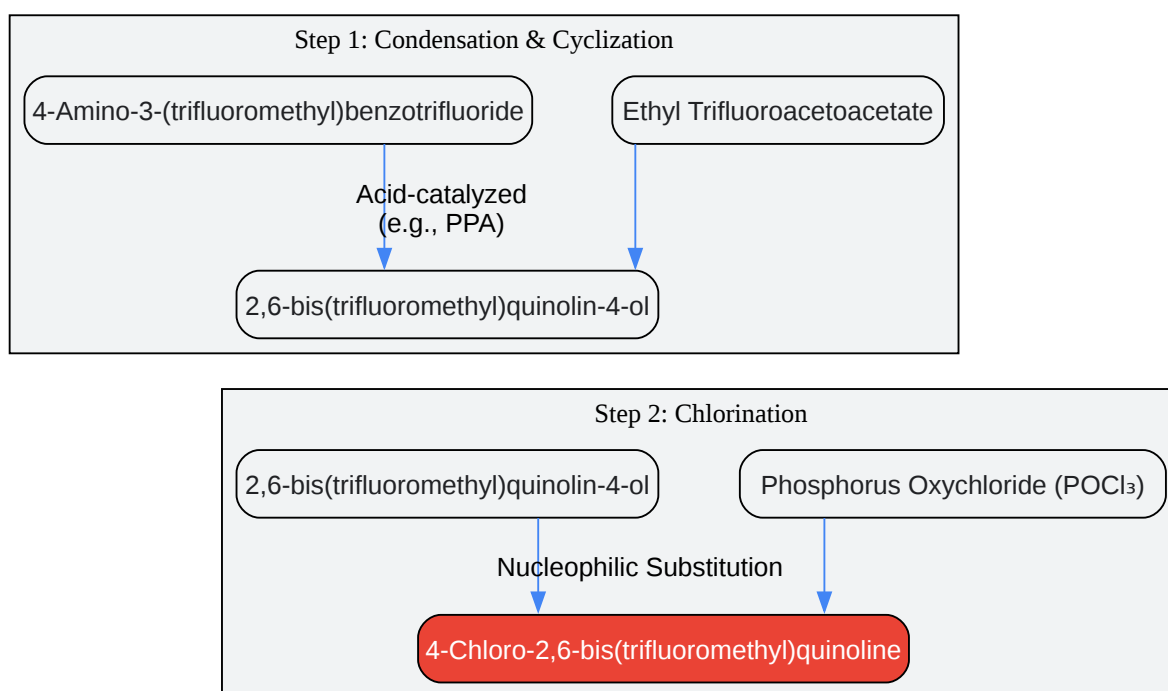 Step 1: Condensation & Cyclization
4-Amino-3-(trifluoromethyl)benzotrifluoride
Ethyl Trifluoroacetoacetate
Acid-catalyzed
(e.g., PPA)
2,6-bis(trifluoromethyl)quinolin-4-ol
Step 2: Chlorination
2,6-bis(trifluoromethyl)quinolin-4-ol
Phosphorus Oxychloride (POCl₃)
Nucleophilic Substitution
4-Chloro-2,6-bis(trifluoromethyl)quinoline